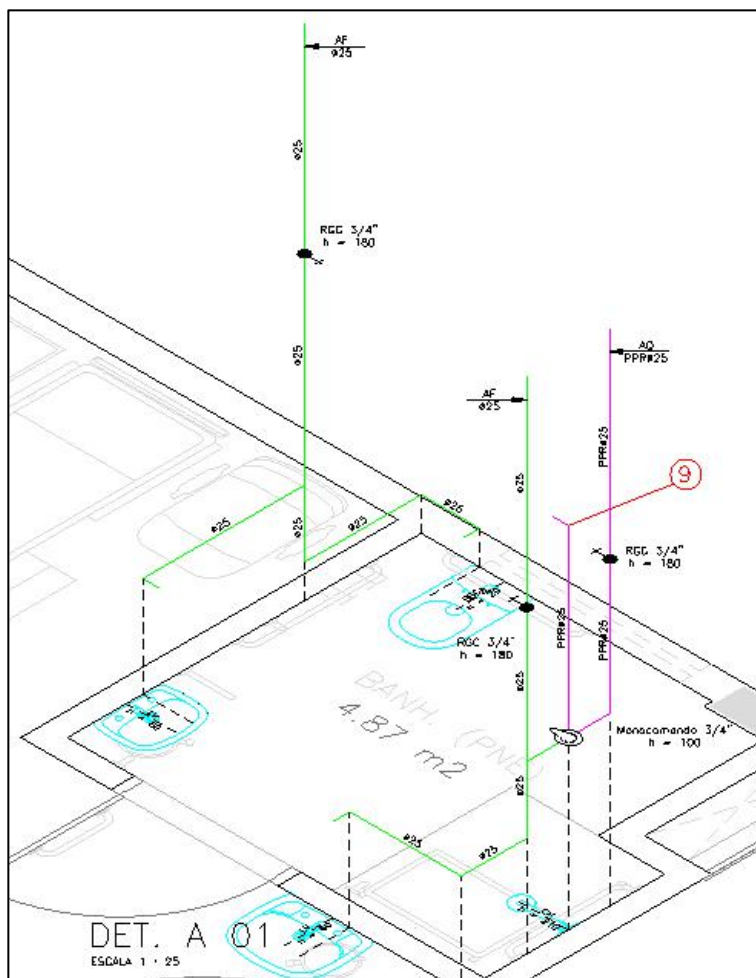 AF
ø25
ø25
RGC 3/4"
h = 180
ø25
AQ
PPRø25
AF
ø25
PPRø25
ø25
9
ø25
ø25
ø25
ø25
RGC 3/4"
h = 180
PPRø25
PPRø25
RGC 3/4"
h = 180
BANH. (PNE)
4.87 m2
ø25
Monocomando 3/4"
h = 100
ø25
ø25
ø25
DET. A 01
ESCALA 1 : 25